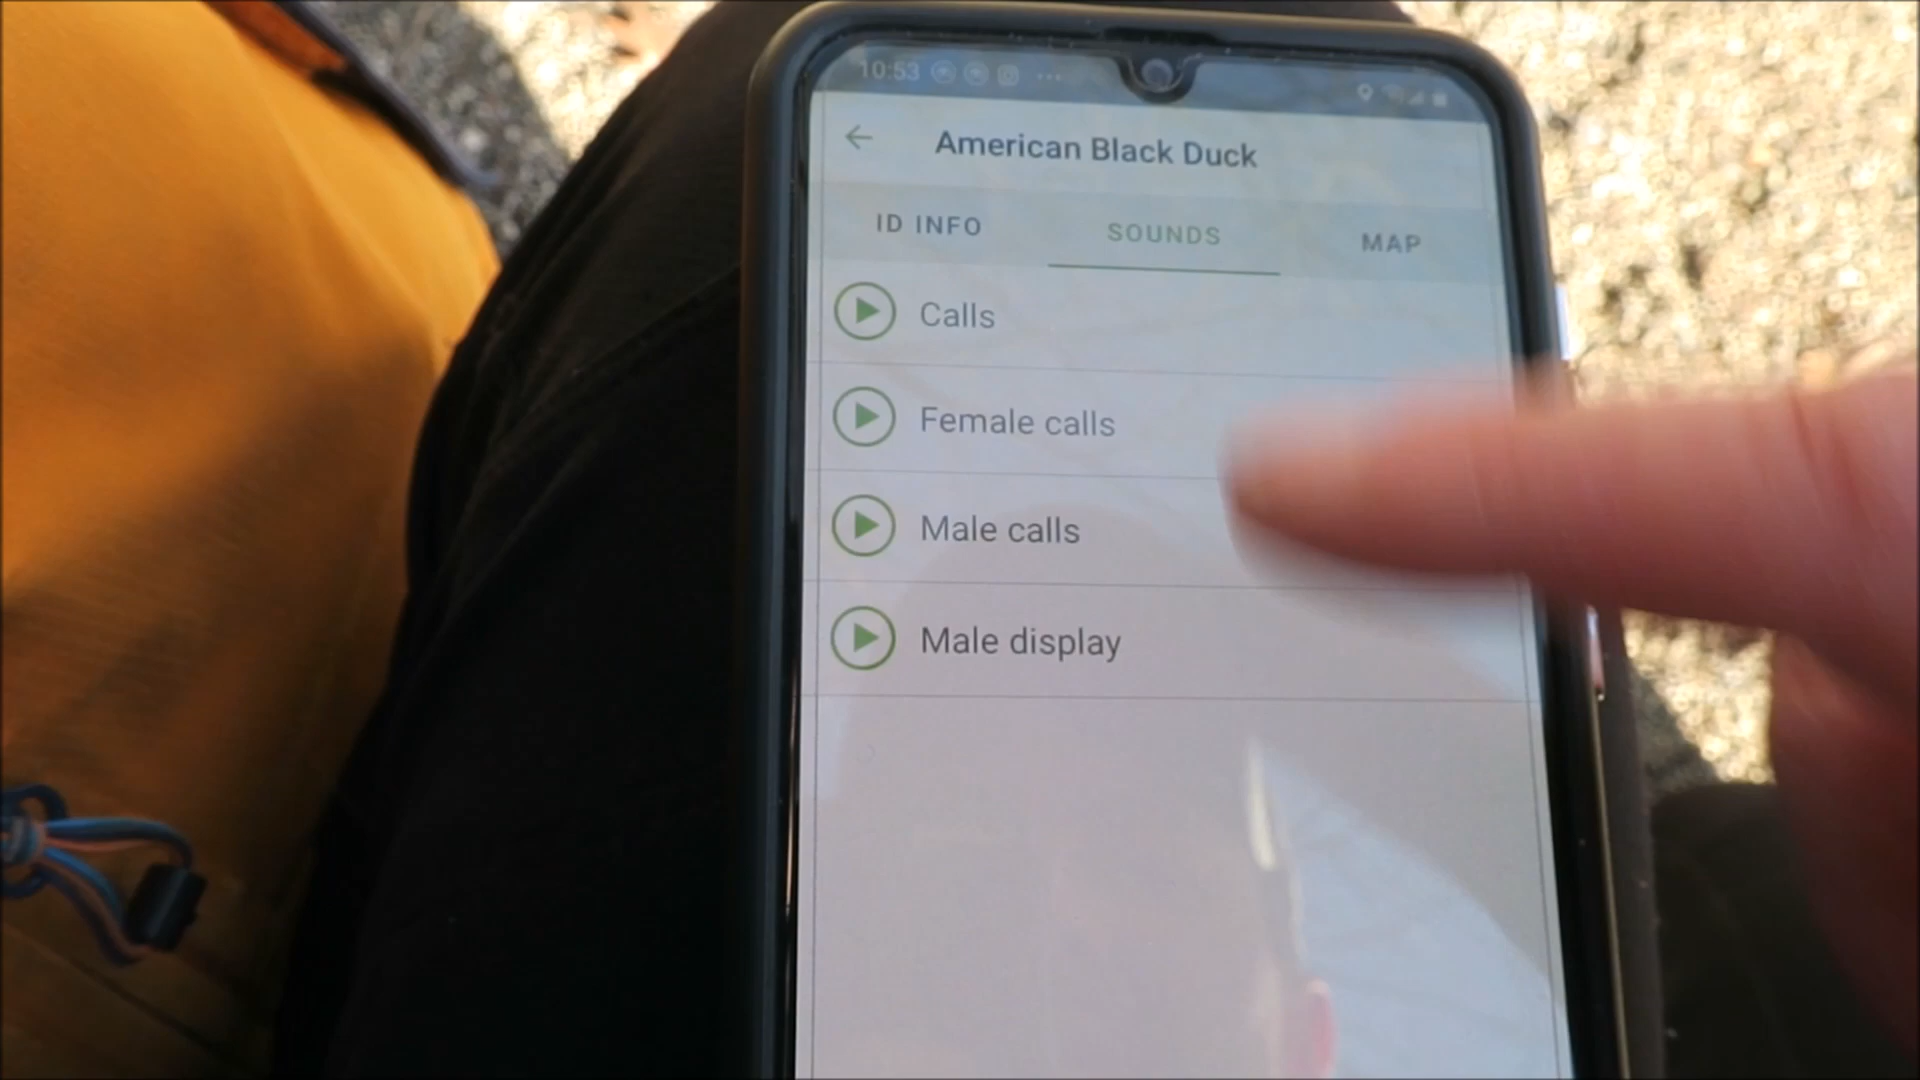 10:53
American Black Duck
ID INFO SOUNDS MAP
Calls
Female calls
Male calls
Male display